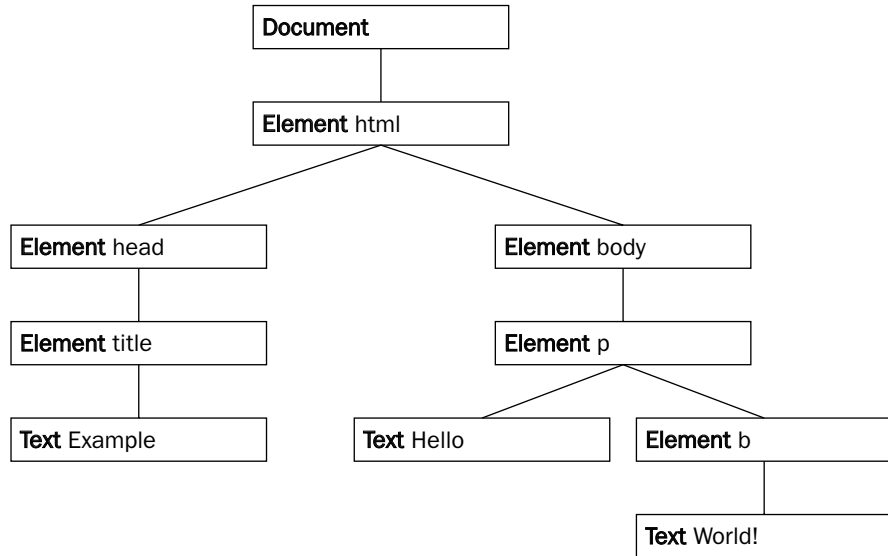 Document
Element html
Element head
Element body
Element title
Element p
Text Example
Text Hello
Element b
Text World!